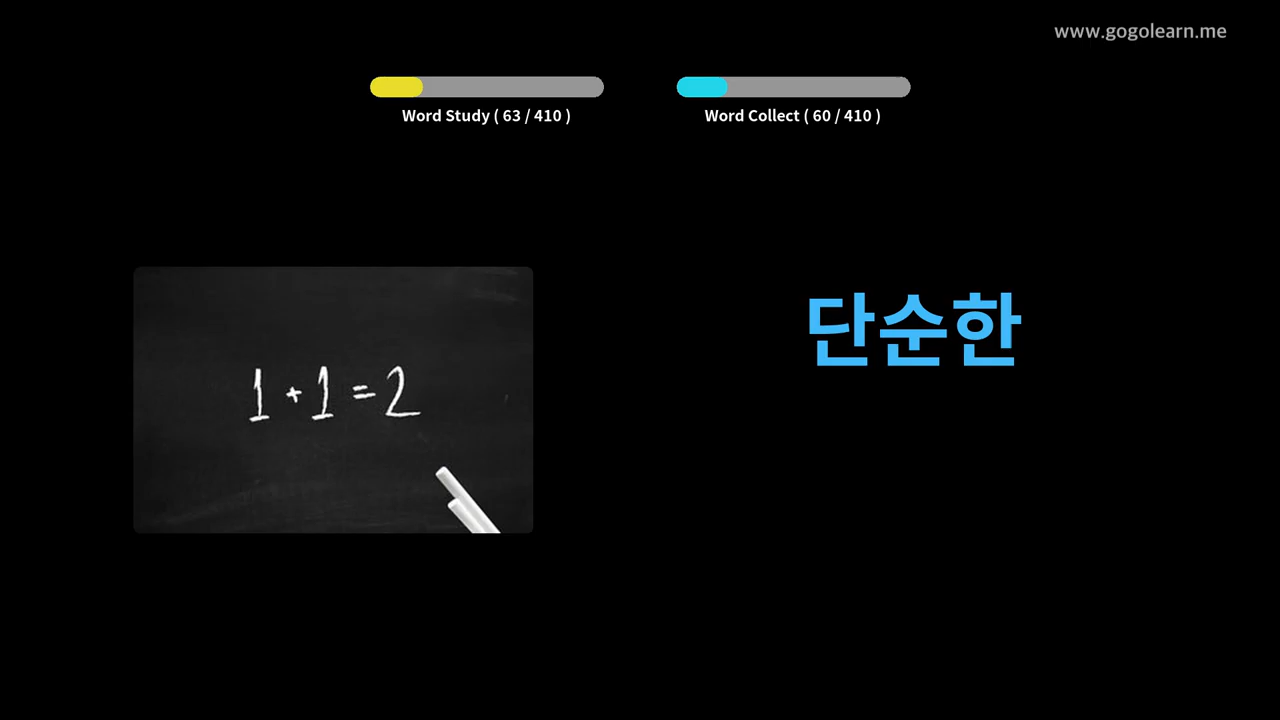 www.gogolearn.me
Word Study ( 63 / 410 )
Word Collect ( 60 / 410 )
1 + 1 = 2
단순한